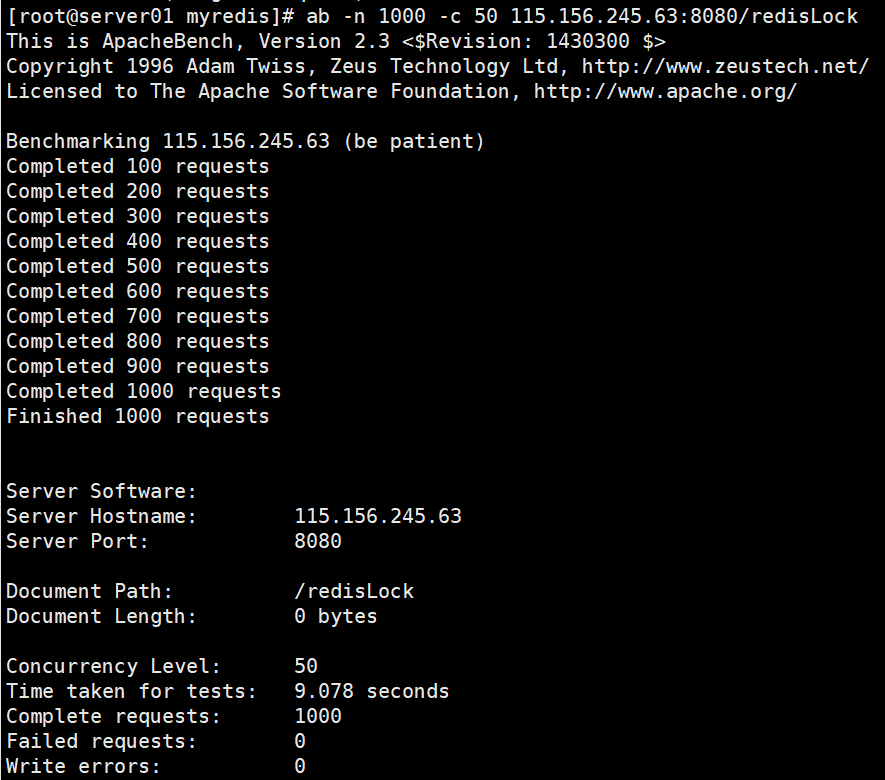 [root@server01 myredis]# ab -n 1000 -c 50 115.156.245.63:8080/redisLock
This is ApacheBench, Version 2.3 <$Revision: 1430300 $>
Copyright 1996 Adam Twiss, Zeus Technology Ltd, http://www.zeustech.net/
Licensed to The Apache Software Foundation, http://www.apache.org/

Benchmarking 115.156.245.63 (be patient)
Completed 100 requests
Completed 200 requests
Completed 300 requests
Completed 400 requests
Completed 500 requests
Completed 600 requests
Completed 700 requests
Completed 800 requests
Completed 900 requests
Completed 1000 requests
Finished 1000 requests

Server Software:
Server Hostname:        115.156.245.63
Server Port:            8080

Document Path:          /redisLock
Document Length:        0 bytes

Concurrency Level:      50
Time taken for tests:   9.078 seconds
Complete requests:      1000
Failed requests:        0
Write errors:           0